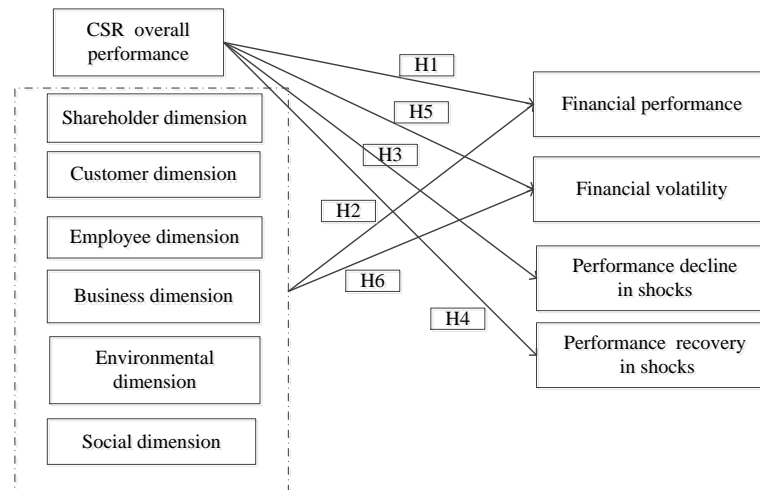 CSR overall
performance
Shareholder dimension
Customer dimension
Employee dimension
Business dimension
Environmental
dimension
Social dimension
H1
H5
H3
H2
H6
H4
Financial performance
Financial volatility
Performance decline
in shocks
Performance recovery
in shocks